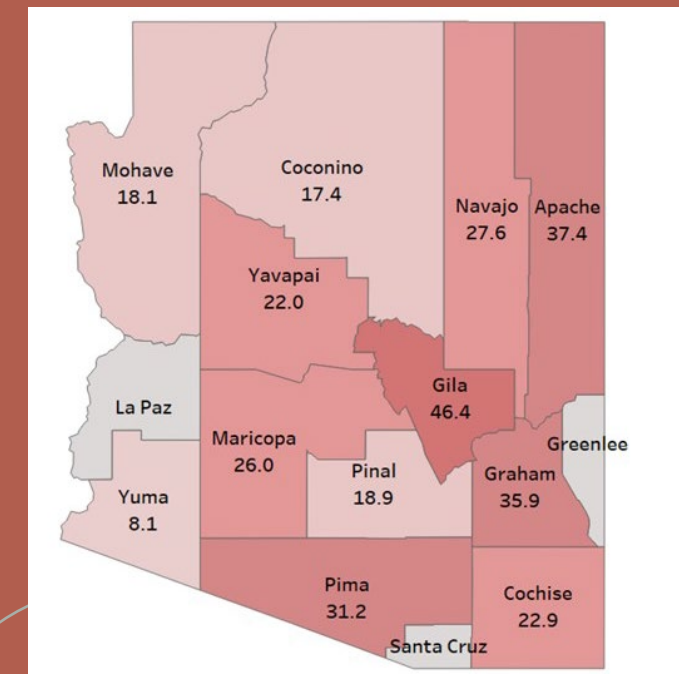 Mohave
18.1
Coconino
17.4
Navajo
27.6
Apache
37.4
Yavapai
22.0
La Paz
Gila
46.4
Maricopa
26.0
Greenlee
Pinal
18.9
Graham
35.9
Yuma
8.1
Pima
31.2
Cochise
22.9
Santa Cruz